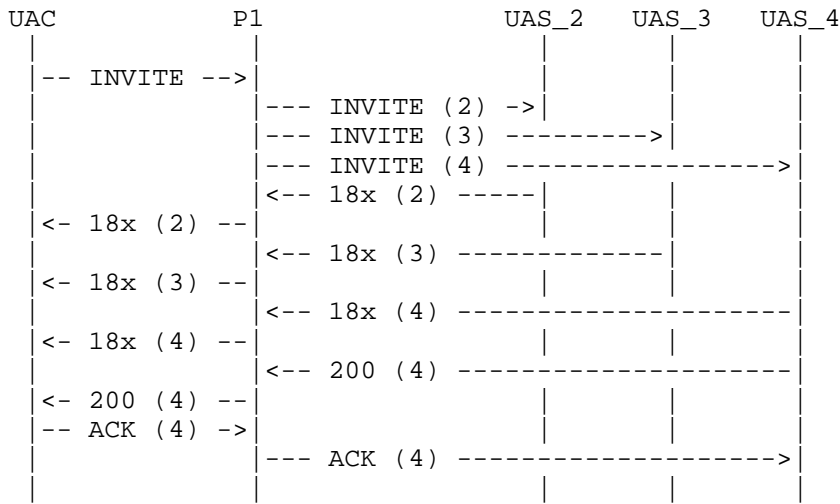 UAC P1 UAS_2 UAS_3 UAS_4
-- INVITE -->
--- INVITE (2) ->
--- INVITE (3) --------->
--- INVITE (4) ----------------->
<-- 18x (2) -----
<- 18x (2) --
<-- 18x (3) -------------
<- 18x (3) --
<-- 18x (4) ---------------------
<- 18x (4) --
<-- 200 (4) ---------------------
<- 200 (4) --
-- ACK (4) ->
--- ACK (4) -------------------->